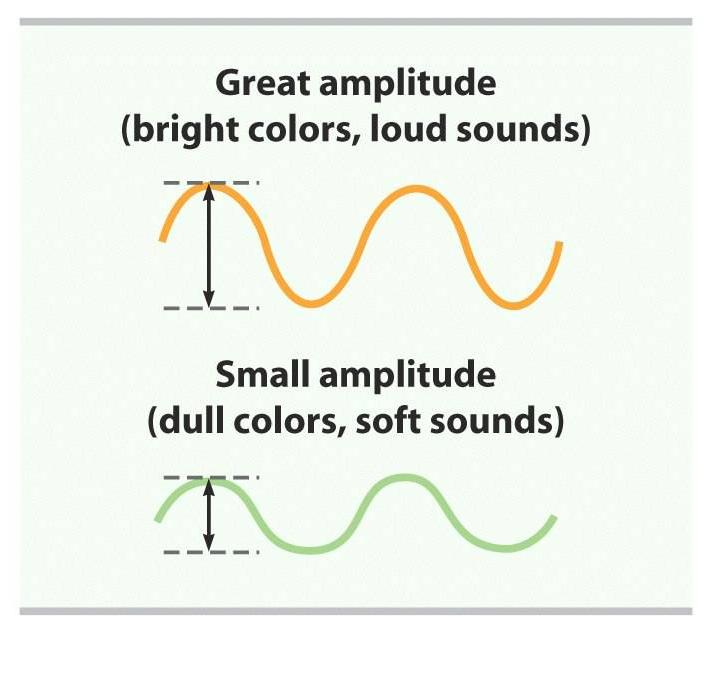 Great amplitude
(bright colors, loud sounds)
Small amplitude
(dull colors, soft sounds)